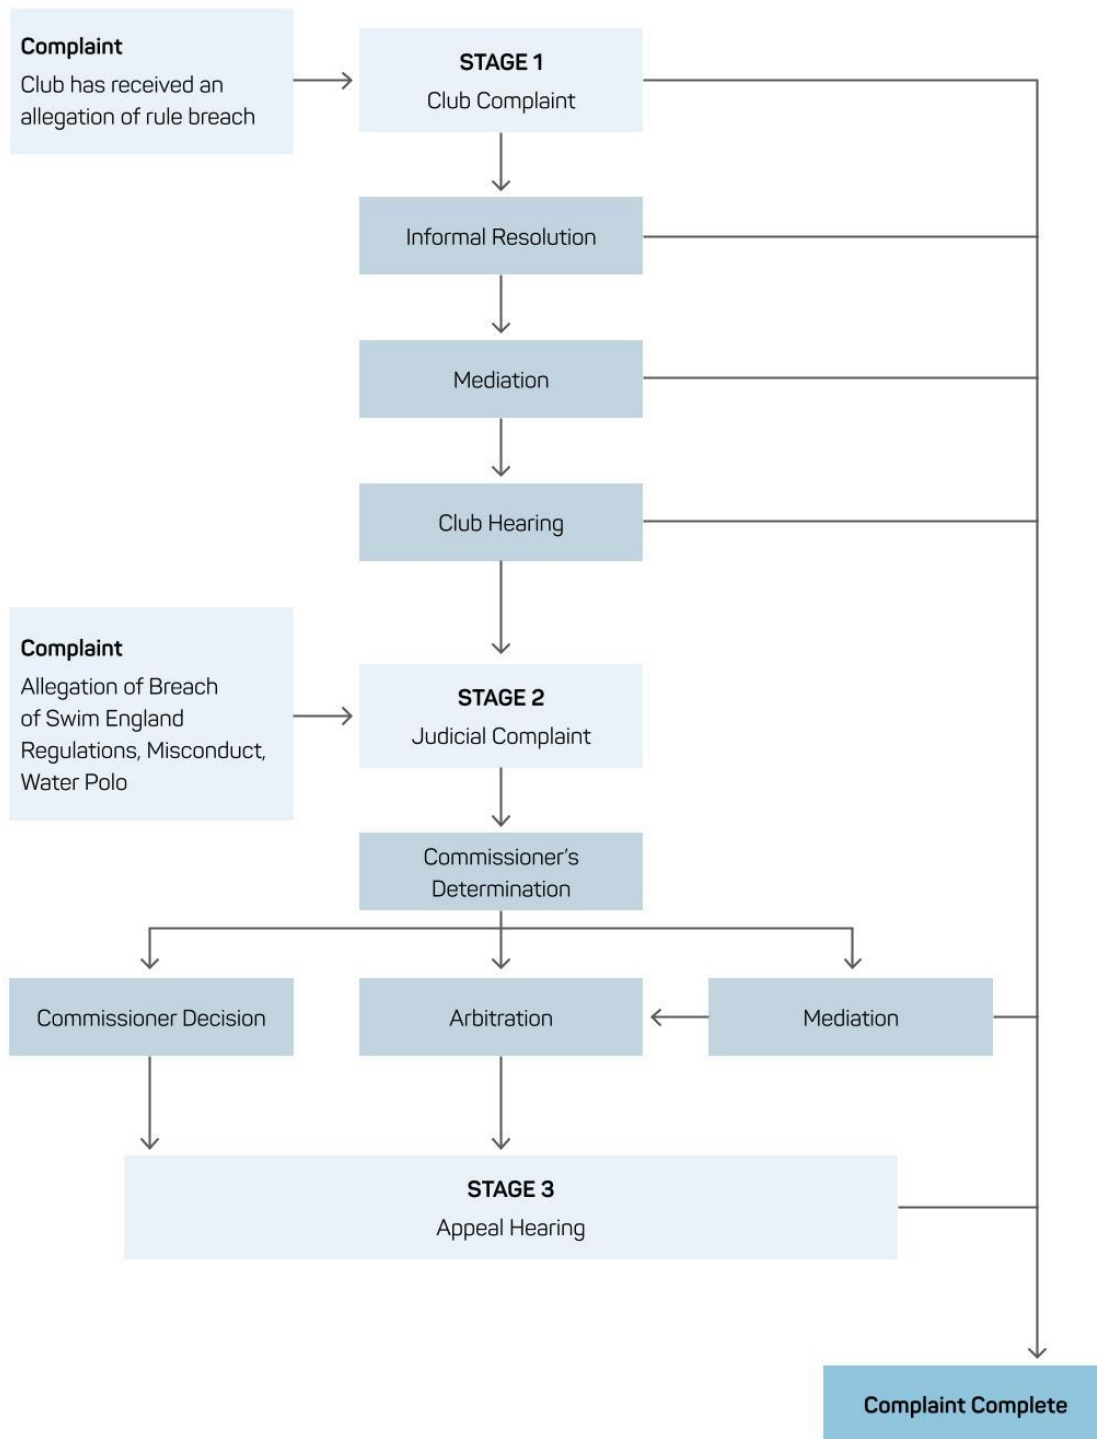 Complaint
Club has received an
allegation of rule breach
STAGE 1
Club Complaint
Informal Resolution
Mediation
Club Hearing
Complaint
Allegation of Breach
of Swim England
Regulations, Misconduct,
Water Polo
STAGE 2
Judicial Complaint
Commissioner’s
Determination
Commissioner Decision
Arbitration
Mediation
STAGE 3
Appeal Hearing
Complaint Complete